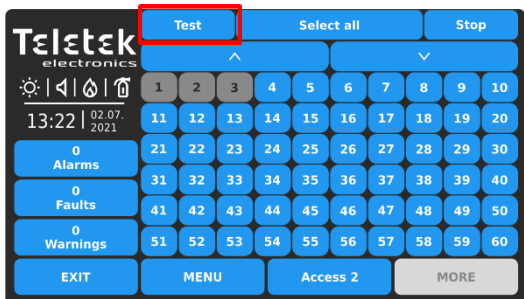 Teletek
electronics
13:22 02.07.
2021
0
Alarms
0
Faults
0
Warnings
EXIT
Test Select all Stop
1 2 3 4 5 6 7 8 9 10
11 12 13 14 15 16 17 18 19 20
21 22 23 24 25 26 27 28 29 30
31 32 33 34 35 36 37 38 39 40
41 42 43 44 45 46 47 48 49 50
51 52 53 54 55 56 57 58 59 60
MENU Access 2 MORE